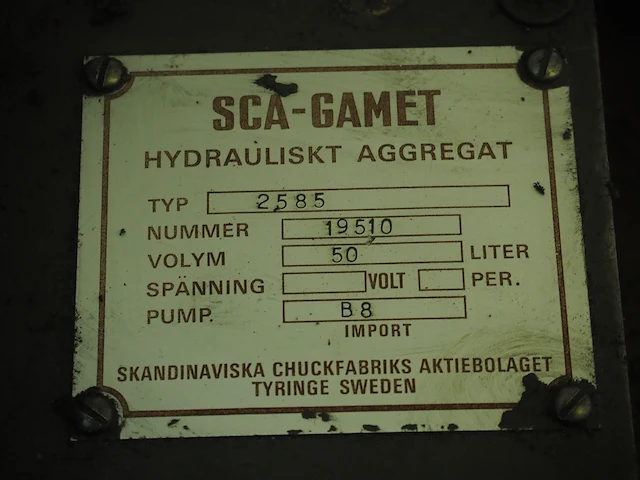 SCA-GAMET
HYDRAULISKT AGGREGAT
TYP 2585
NUMMER 19510
VOLYM 50 LITER
SPÄNNING VOLT PER.
PUMP. B8
IMPORT
SKANDINAVISKA CHUCKFABRIKS AKTIEBOLAGET
TYRINGE SWEDEN